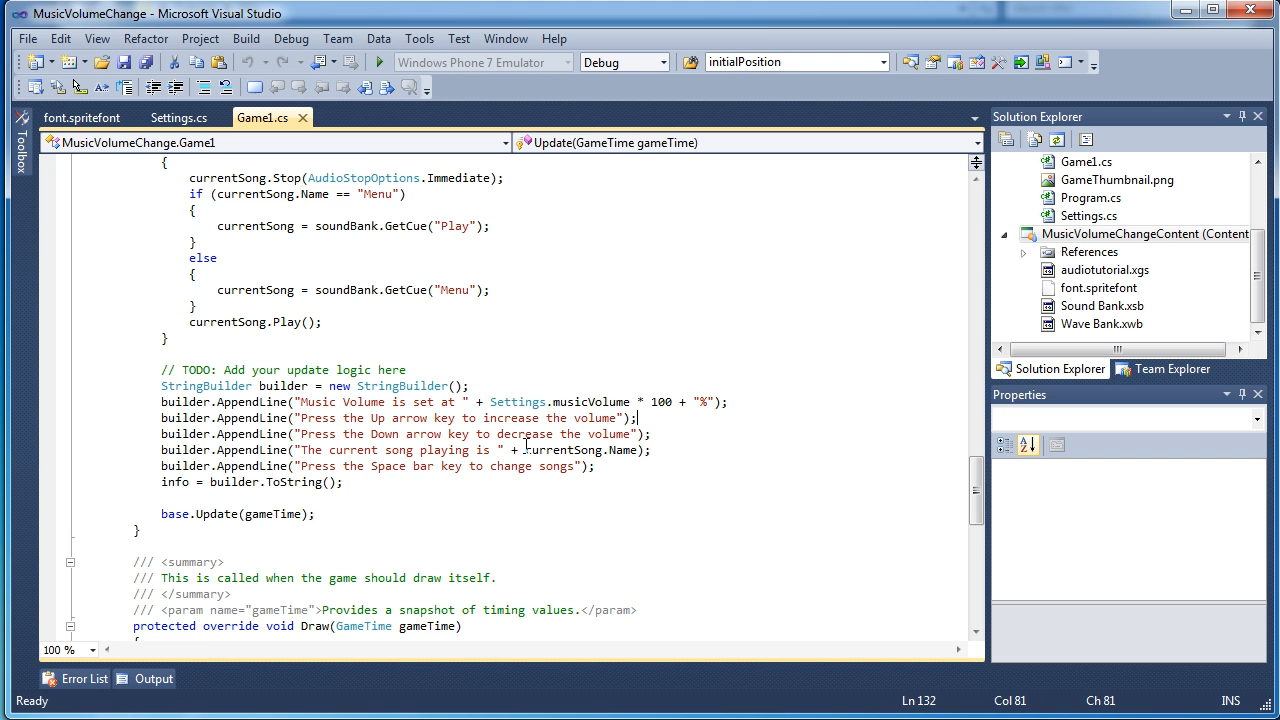 MusicVolumeChange - Microsoft Visual Studio
File Edit View Refactor Project Build Debug Team Data Tools Test Window Help
Windows Phone 7 Emulator Debug initialPosition
font.spritefont Settings.cs Game1.cs
MusicVolumeChange.Game1 Update(GameTime gameTime)
Toolbox
{
currentSong.Stop(AudioStopOptions.Immediate);
if (currentSong.Name == "Menu")
{
currentSong = soundBank.GetCue("Play");
}
else
{
currentSong = soundBank.GetCue("Menu");
}
currentSong.Play();
}
// TODO: Add your update logic here
StringBuilder builder = new StringBuilder();
builder.AppendLine("Music Volume is set at " + Settings.musicVolume * 100 + "%");
builder.AppendLine("Press the Up arrow key to increase the volume");
builder.AppendLine("Press the Down arrow key to decrease the volume");
builder.AppendLine("The current song playing is " + currentSong.Name);
builder.AppendLine("Press the Space bar key to change songs");
info = builder.ToString();
base.Update(gameTime);
}
/// <summary>
/// This is called when the game should draw itself.
/// </summary>
/// <param name="gameTime">Provides a snapshot of timing values.</param>
protected override void Draw(GameTime gameTime)
100 %
Solution Explorer
Game1.cs
GameThumbnail.png
Program.cs
Settings.cs
MusicVolumeChangeContent (Content
References
audiotutorial.xgs
font.spritefont
Sound Bank.xsb
Wave Bank.xwb
Solution Explorer Team Explorer
Properties
Error List Output
Ready Ln 132 Col 81 Ch 81 INS